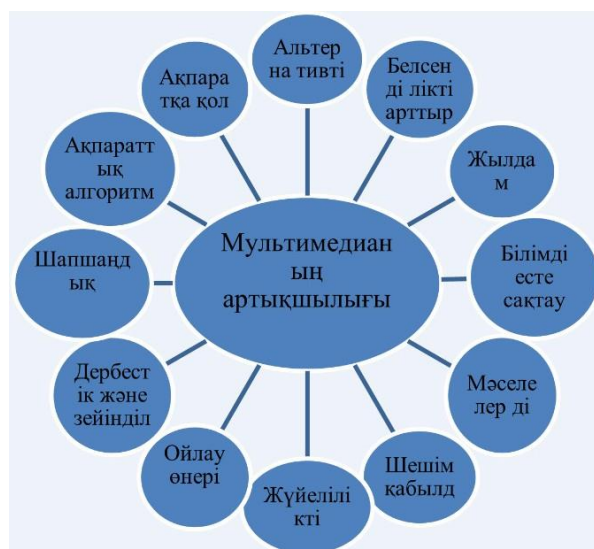 Альтер
на тивті
Белсен
ді лікті
арттыр
Жылда
м
Білімді
есте
сақтау
Мәселе
лер ді
Шешім
қабылд
Жүйелілі
кті
Ойлау
өнері
Дербест
ік және
зейінділ
Шапшаңд
ық
Ақпаратт
ық
алгоритм
Ақпара
тқа қол
Мультимедиан
ың
артықшылығы